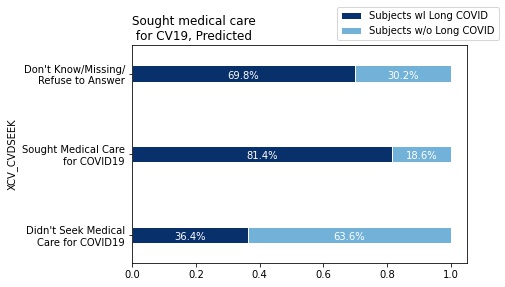 Sought medical care
for CV19, Predicted
Subjects wl Long COVID
Subjects w/o Long COVID
Don't Know/Missing/
Refuse to Answer
69.8%
30.2%
XCV_CVDSEEK
Sought Medical Care
for COVID19
81.4%
18.6%
Didn't Seek Medical
Care for COVID19
36.4%
63.6%
0.0
0.2
0.4
0.6
0.8
1.0